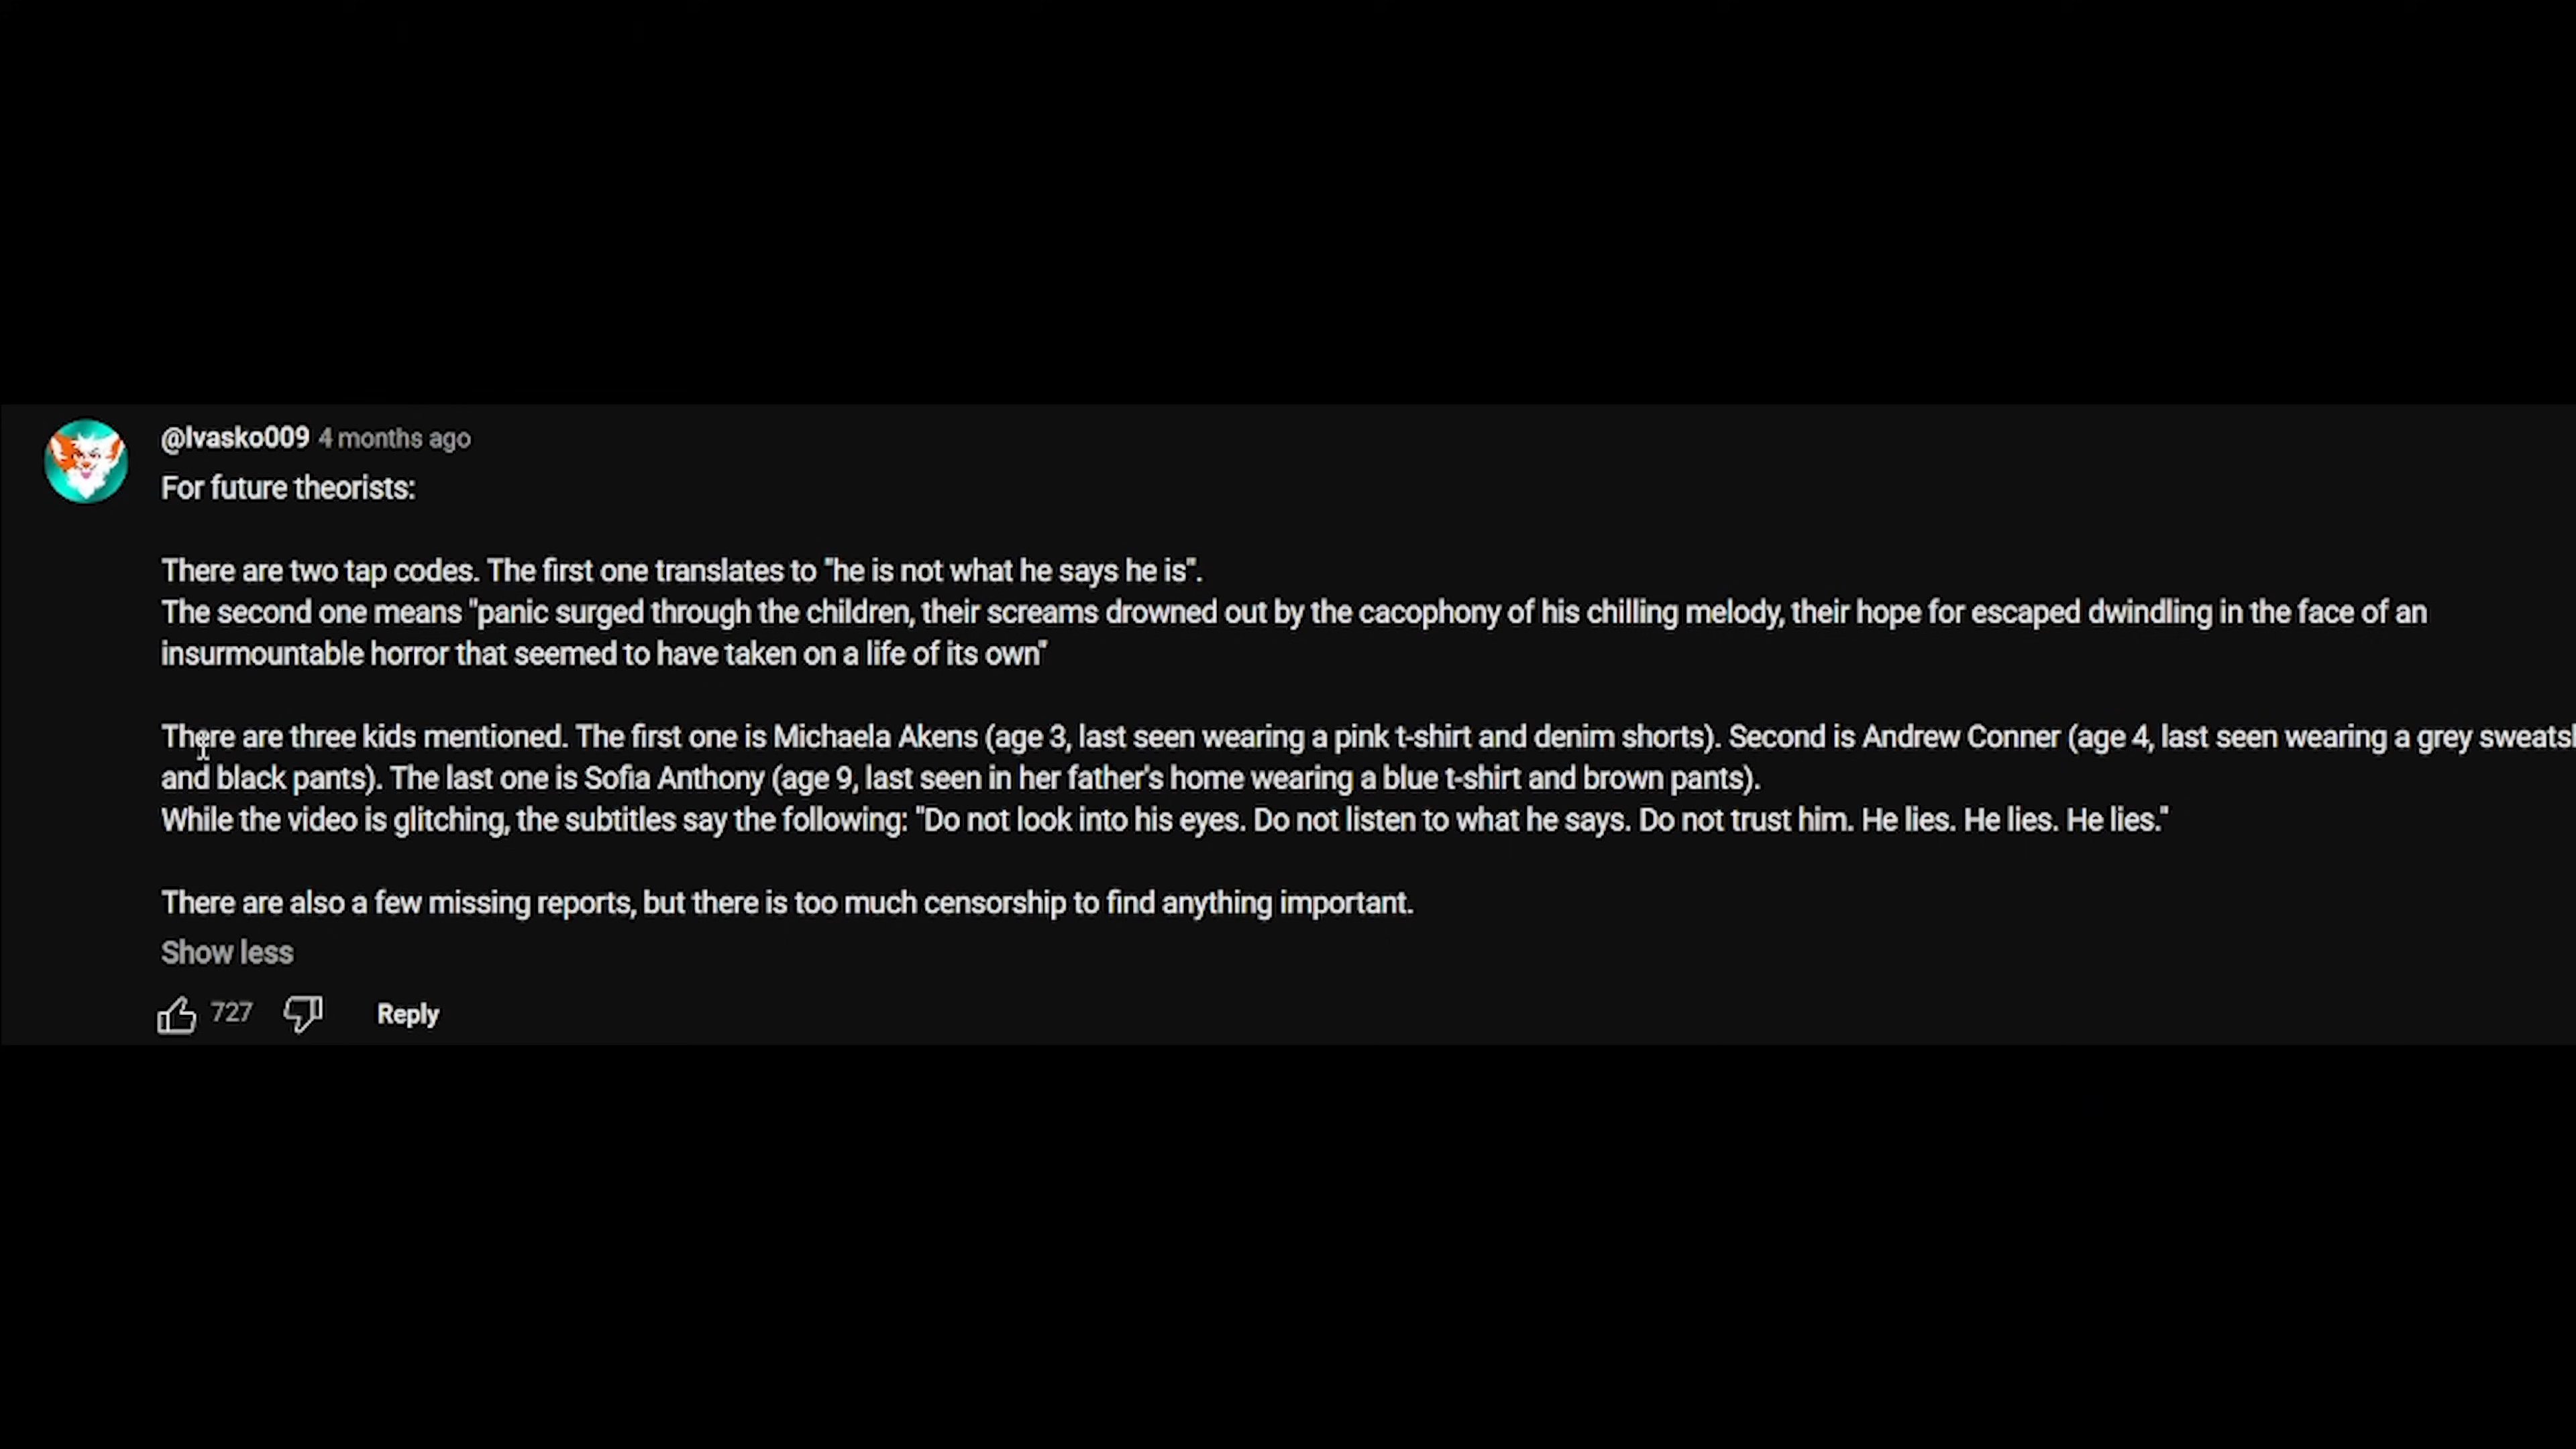 @lvasko009 4 months ago
For future theorists:
There are two tap codes. The first one translates to "he is not what he says he is".
The second one means "panic surged through the children, their screams drowned out by the cacophony of his chilling melody, their hope for escaped dwindling in the face of an
insurmountable horror that seemed to have taken on a life of its own"
There are three kids mentioned. The first one is Michaela Akens (age 3, last seen wearing a pink t-shirt and denim shorts). Second is Andrew Conner (age 4, last seen wearing a grey
and black pants). The last one is Sofia Anthony (age 9, last seen in her father's home wearing a blue t-shirt and brown pants).
While the video is glitching, the subtitles say the following: "Do not look into his eyes. Do not listen to what he says. Do not trust him. He lies. He lies. He lies."
There are also a few missing reports, but there is too much censorship to find anything important.
Show less
727 Reply